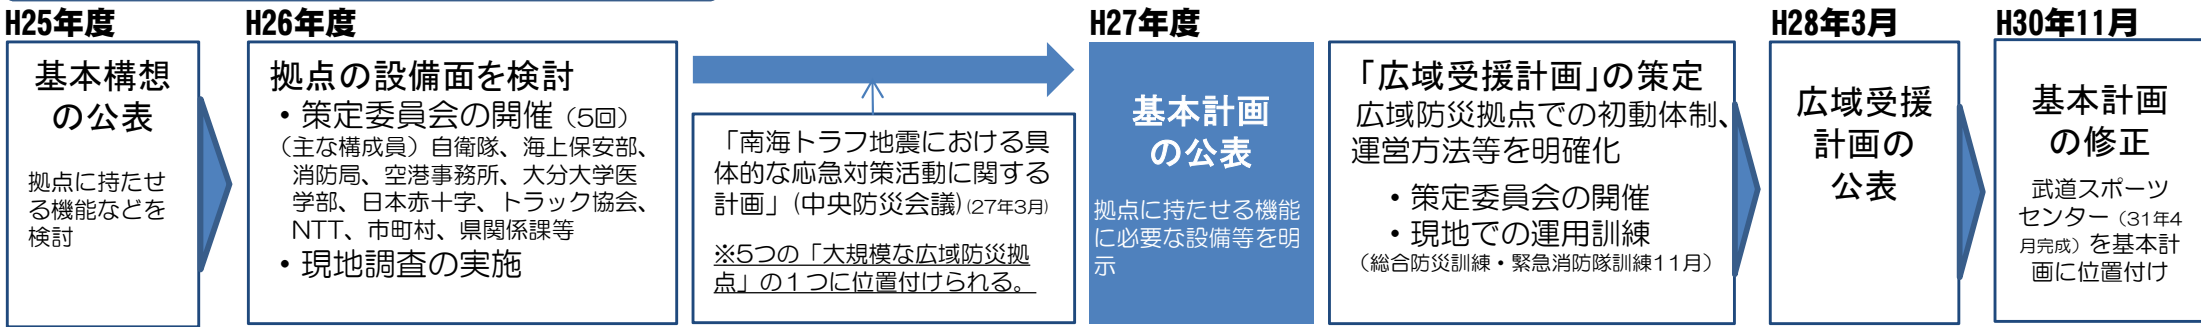 H25年度
基本構想
の公表
拠点に持たせ
る機能などを
検討
H26年度
拠点の設備面を検討
・策定委員会の開催（5回）
（主な構成員）自衛隊、海上保安部、
消防局、空港事務所、大分大学医
学部、日本赤十字、トラック協会、
NTT、市町村、県関係課等
・現地調査の実施
「南海トラフ地震における具
体的な応急対策活動に関する
計画」（中央防災会議）（27年3月）
※5つの「大規模な広域防災拠
点」の１つに位置付けられる。
H27年度
基本計画
の公表
拠点に持たせる機能
に必要な設備等を明
示
「広域受援計画」の策定
広域防災拠点での初動体制、
運営方法等を明確化
・策定委員会の開催
・現地での運用訓練
（総合防災訓練・緊急消防隊訓練11月）
H28年3月
広域受援
計画の
公表
H30年11月
基本計画
の修正
武道スポーツ
センター（31年4
月完成）を基本計
画に位置付け